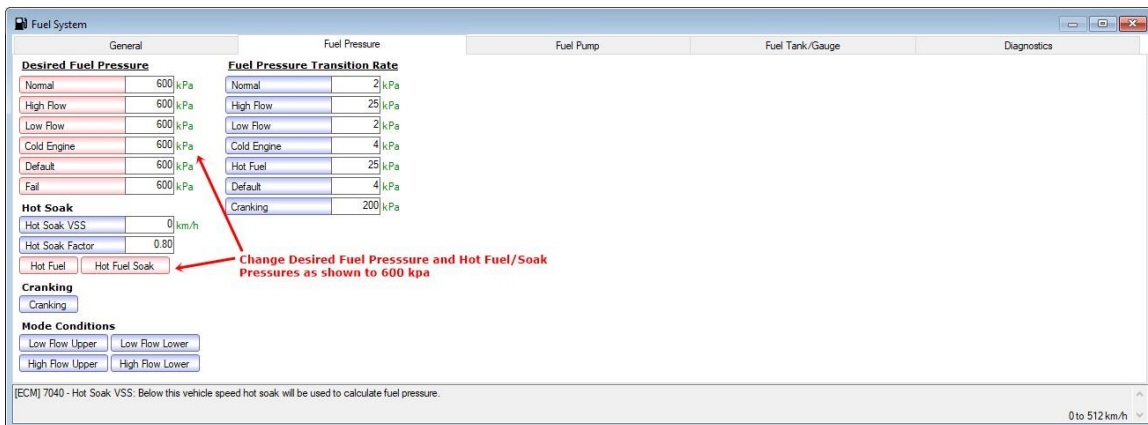 Fuel System
General Fuel Pressure Fuel Pump Fuel Tank/Gauge Diagnostics
Desired Fuel Pressure Fuel Pressure Transition Rate
Normal 600 kPa Normal 2 kPa
High Flow 600 kPa High Flow 25 kPa
Low Flow 600 kPa Low Flow 2 kPa
Cold Engine 600 kPa Cold Engine 4 kPa
Default 600 kPa Hot Fuel 25 kPa
Fail 600 kPa Default 4 kPa
Hot Soak Cranking 200 kPa
Hot Soak VSS 0 km/h
Hot Soak Factor 0.80
Hot Fuel Hot Fuel Soak
Change Desired Fuel Presssure and Hot Fuel/Soak
Pressures as shown to 600 kpa
Cranking
Cranking
Mode Conditions
Low Flow Upper Low Flow Lower
High Flow Upper High Flow Lower
[ECM] 7040 - Hot Soak VSS: Below this vehicle speed hot soak will be used to calculate fuel pressure.
0 to 512 km/h